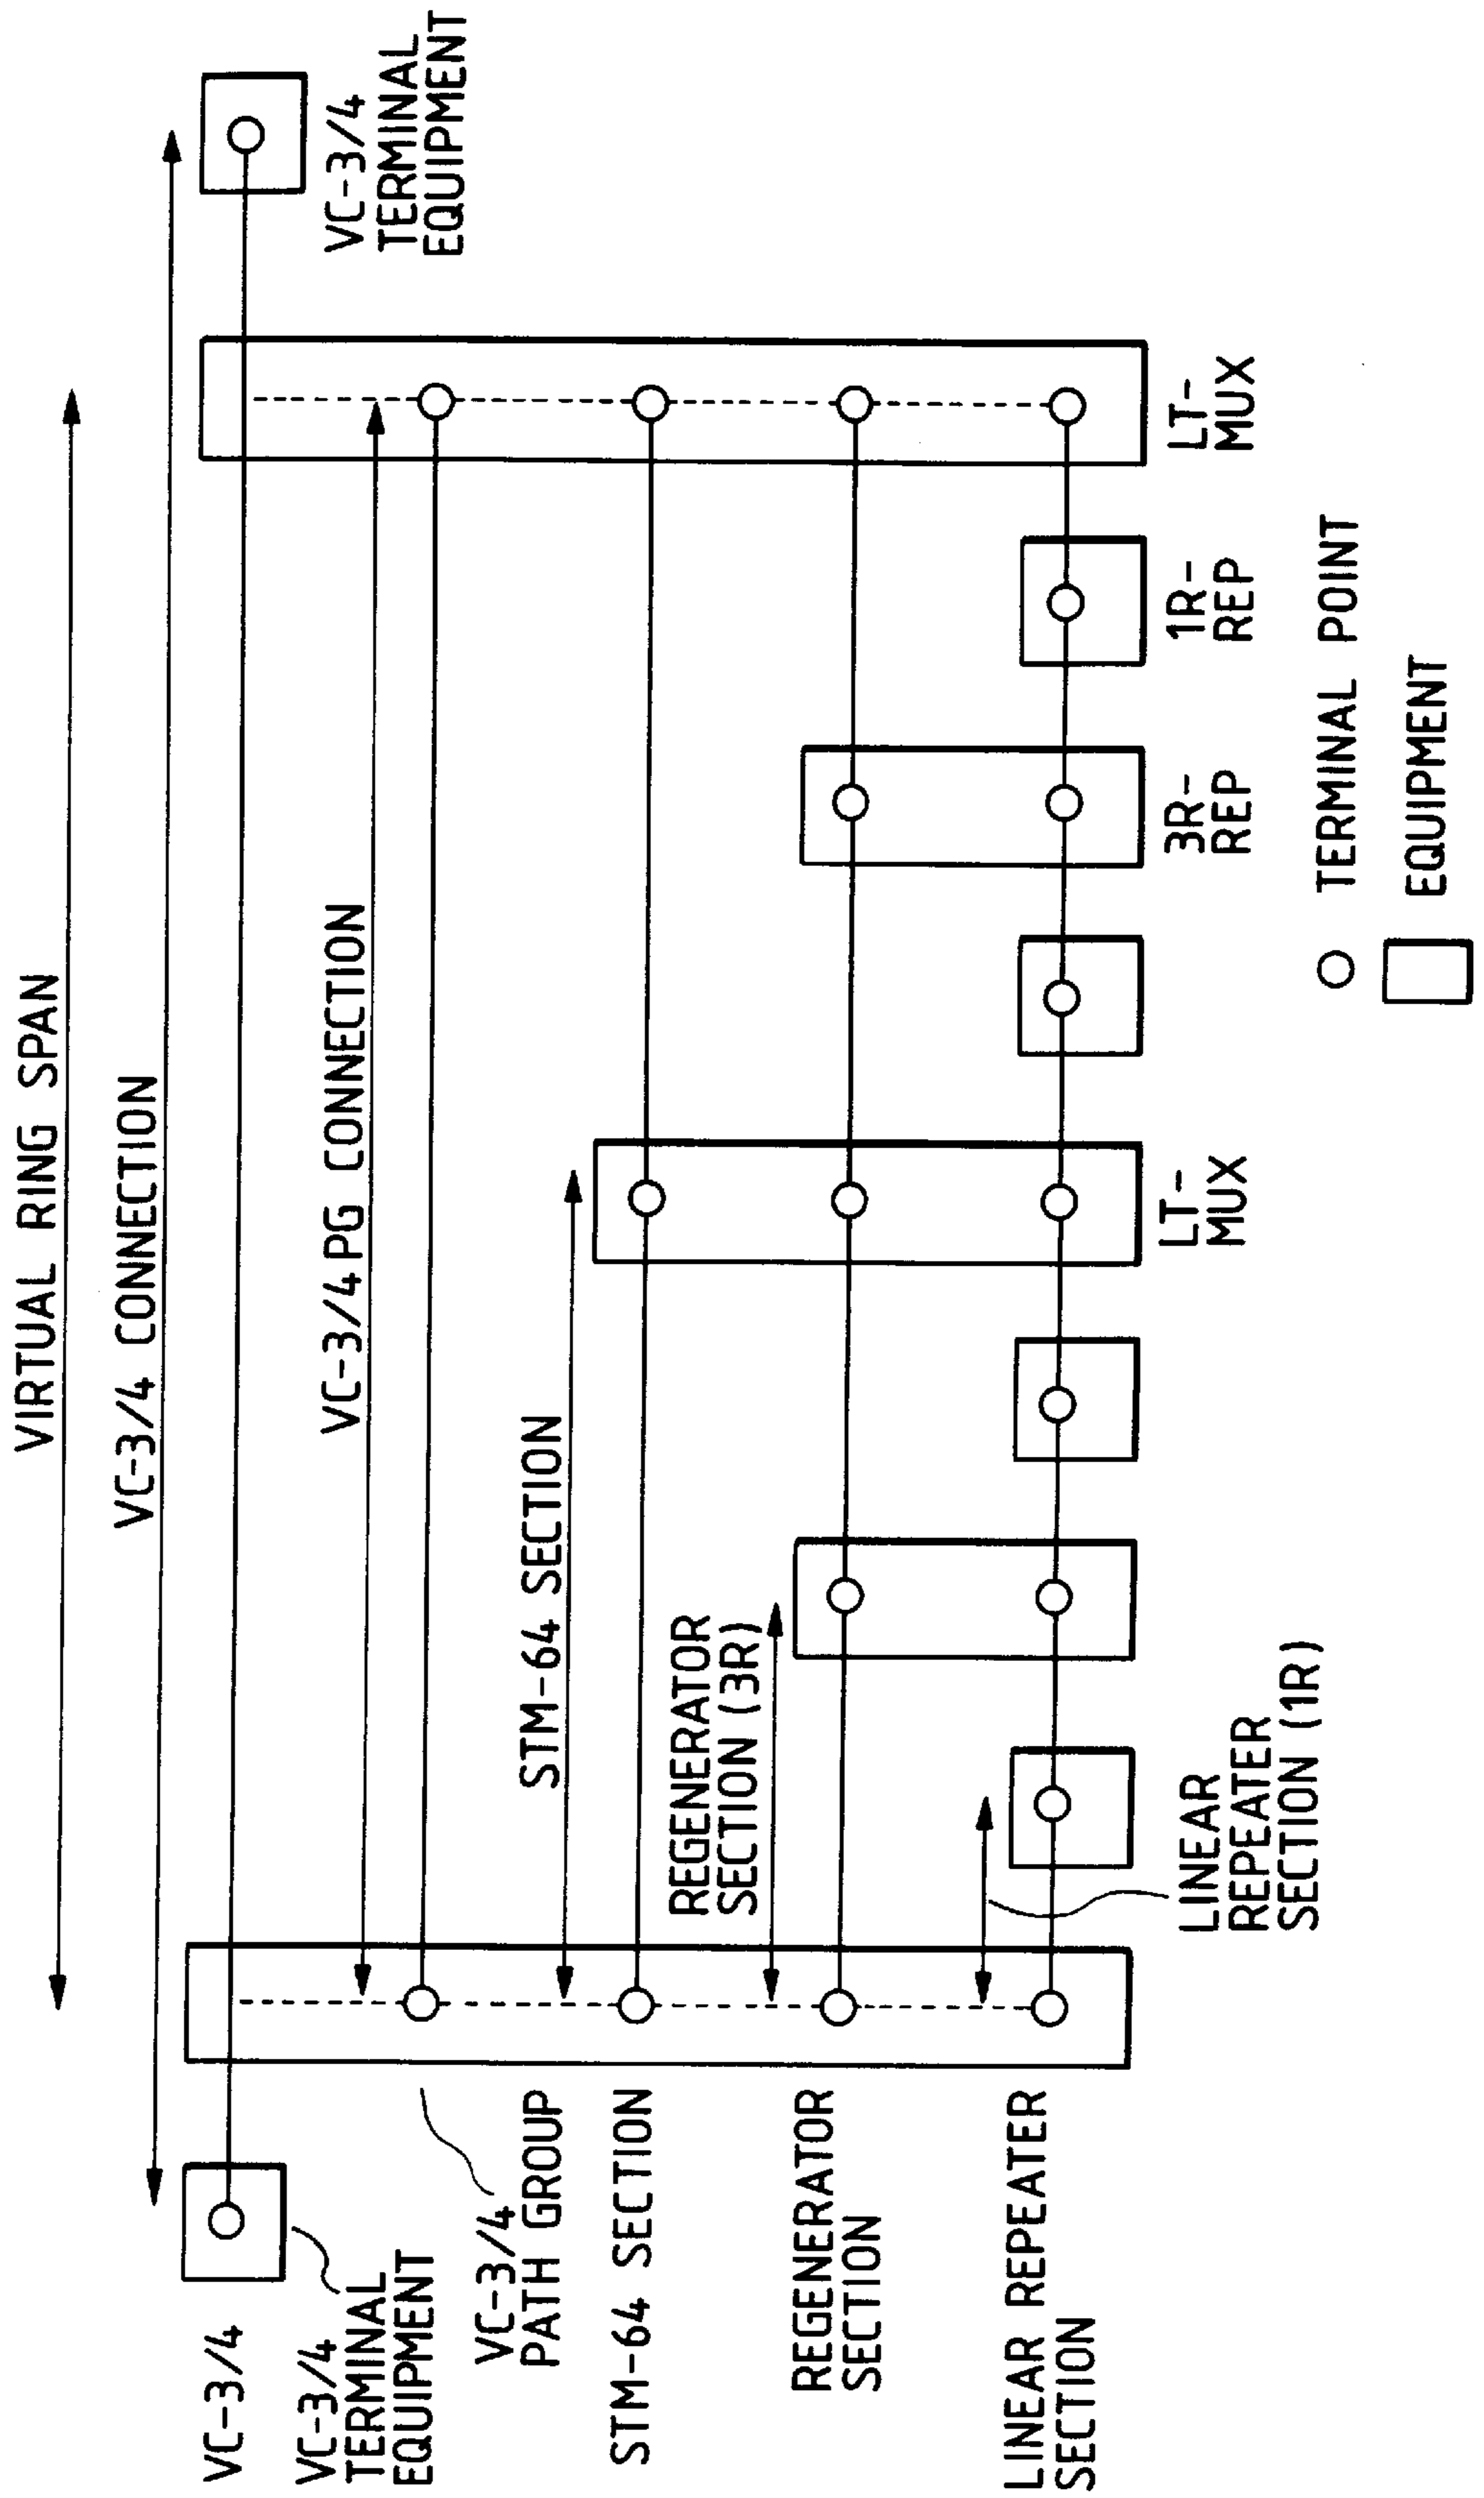 VIRTUAL RING SPAN
VC-3/4 CONNECTION
VC-3/4
VC-3/4
TERMINAL
EQUIPMENT
VC-3/4
TERMINAL
EQUIPMENT
VC-3/4PG CONNECTION
VC-3/4
PATH GROUP
STM-64 SECTION
STM-64 SECTION
REGENERATOR
SECTION (3R)
REGENERATOR
SECTION
LINEAR REPEATER
SECTION
LINEAR
REPEATER
SECTION (1R)
LT-
MUX
3R-
REP
1R-
REP
LT-
MUX
TERMINAL POINT
EQUIPMENT